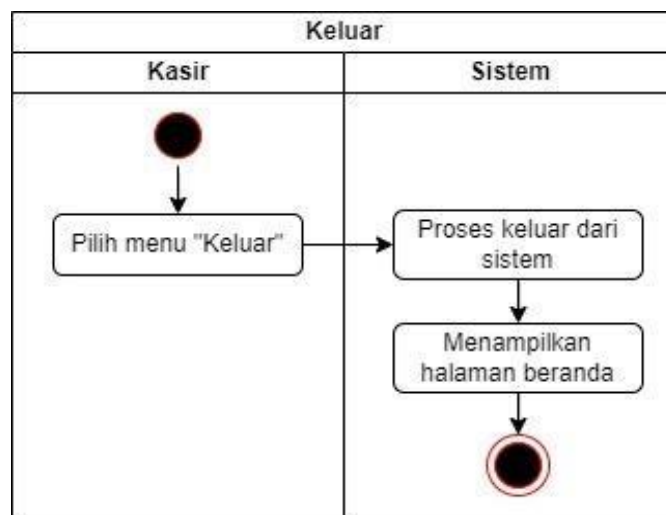 Keluar
Kasir
Sistem
Pilih menu "Keluar"
Proses keluar dari
sistem
Menampilkan
halaman beranda